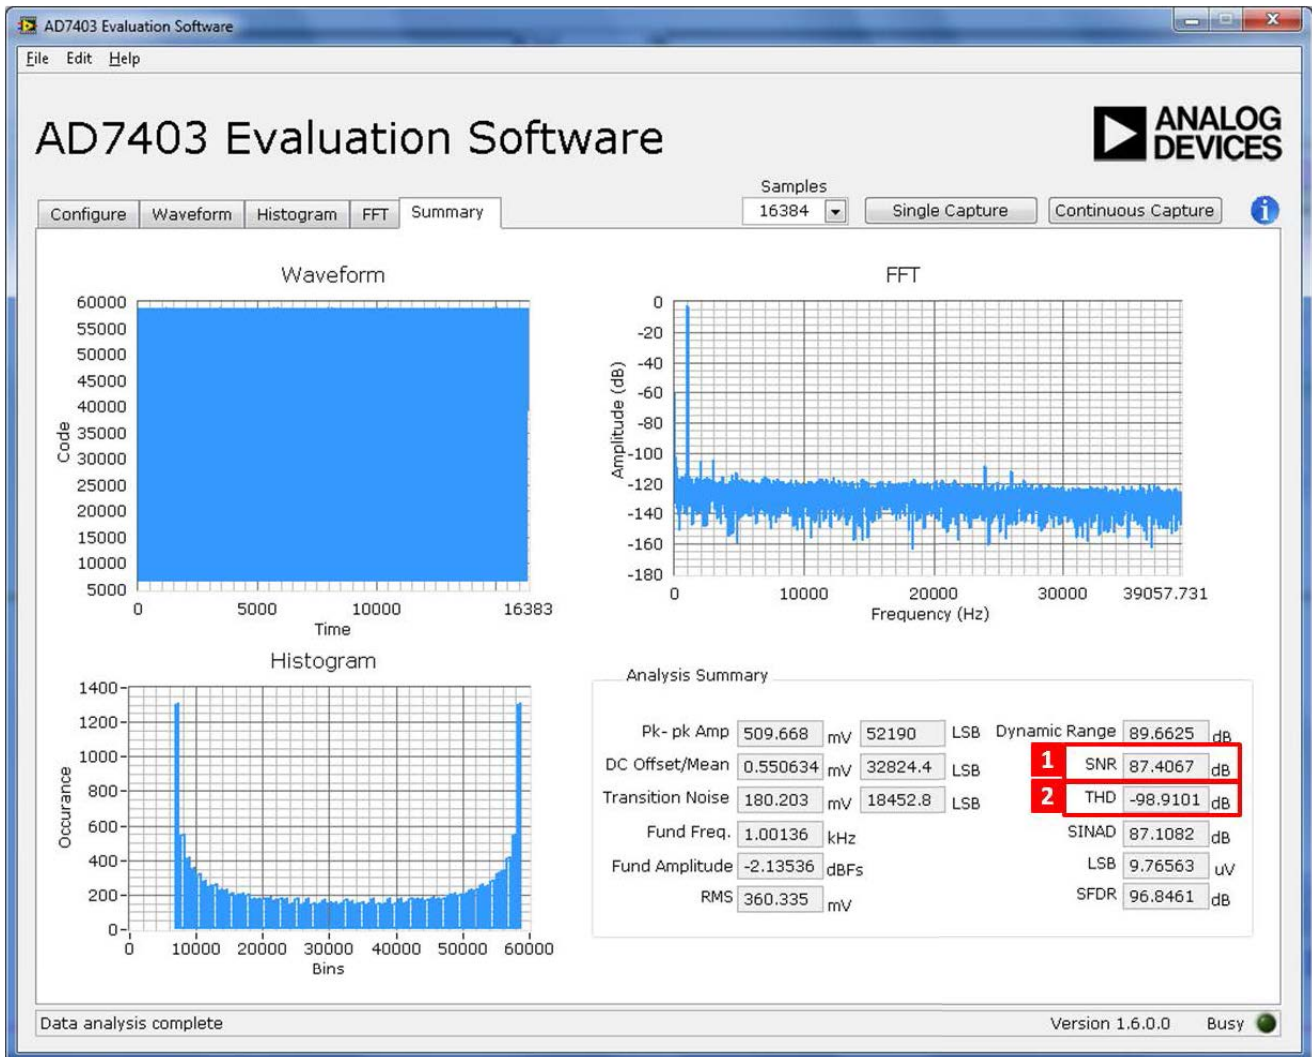 AD7403 Evaluation Software
File Edit Help
AD7403 Evaluation Software
ANALOG
DEVICES
Configure Waveform Histogram FFT Summary
Samples
16384
Single Capture
Continuous Capture
i
Waveform
Code
60000
55000
50000
45000
40000
35000
30000
25000
20000
15000
10000
5000
0 5000 10000 16383
Time
FFT
Amplitude (dB)
0
-20
-40
-60
-80
-100
-120
-140
-160
-180
0 10000 20000 30000 39057.731
Frequency (Hz)
Histogram
Occurance
1400
1200
1000
800
600
400
200
0
0 10000 20000 30000 40000 50000 60000
Bins
Analysis Summary
Pk- pk Amp 509.668 mV 52190 LSB
DC Offset/Mean 0.550634 mV 32824.4 LSB
Transition Noise 180.203 mV 18452.8 LSB
Fund Freq. 1.00136 kHz
Fund Amplitude -2.13536 dBFs
RMS 360.335 mV
Dynamic Range 89.6625 dB
1 SNR 87.4067 dB
2 THD -98.9101 dB
SINAD 87.1082 dB
LSB 9.76563 uV
SFDR 96.8461 dB
Data analysis complete
Version 1.6.0.0 Busy